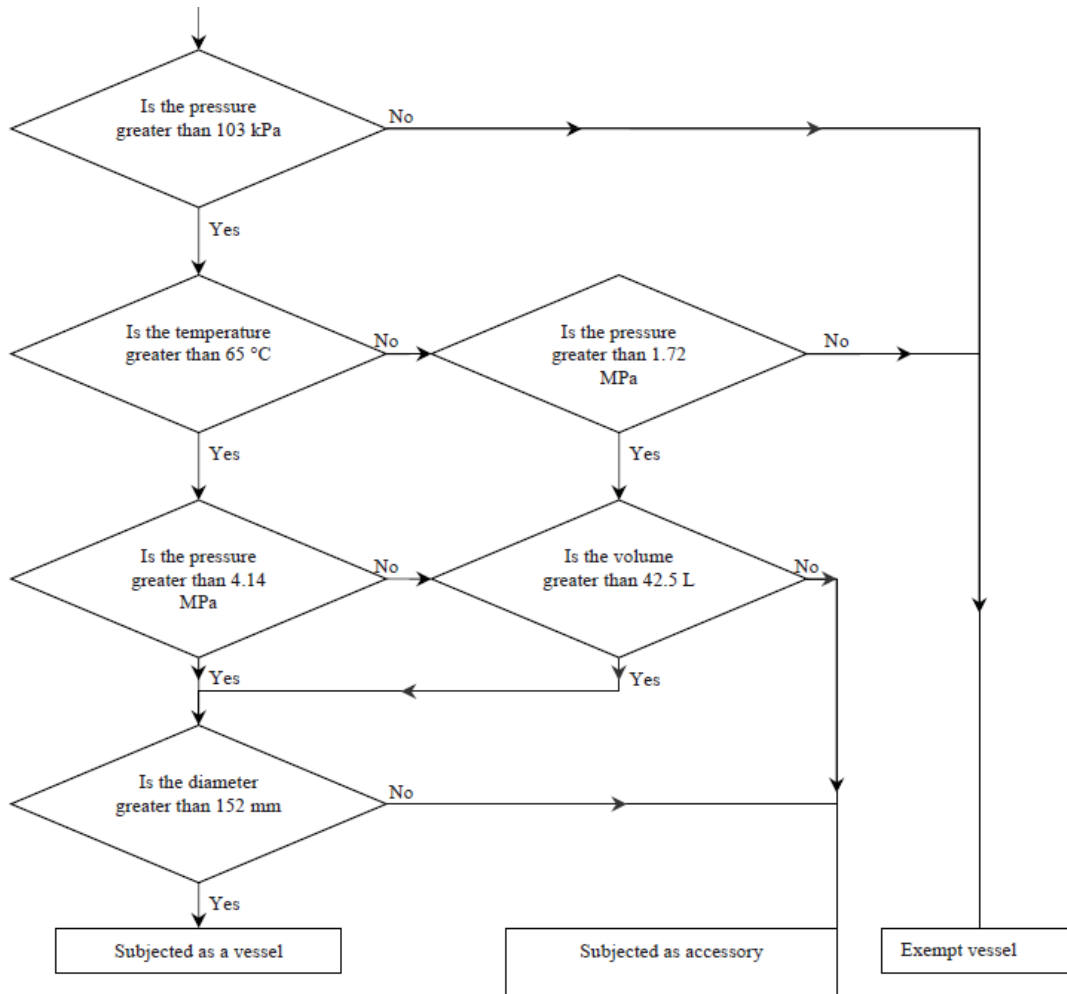 Is the pressure
greater than 103 kPa
No
Yes
Is the temperature
greater than 65 °C
No
Is the pressure
greater than 1.72
MPa
No
Yes
Yes
Is the pressure
greater than 4.14
MPa
No
Is the volume
greater than 42.5 L
No
Yes
Yes
Is the diameter
greater than 152 mm
No
Yes
Subjected as a vessel
Subjected as accessory
Exempt vessel